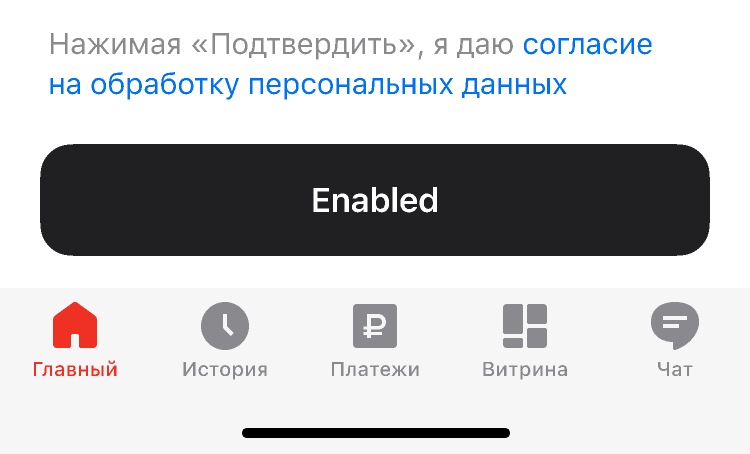 Нажимая «Подтвердить», я даю согласие
на обработку персональных данных
Enabled
Главный
История
Платежи
Витрина
Чат